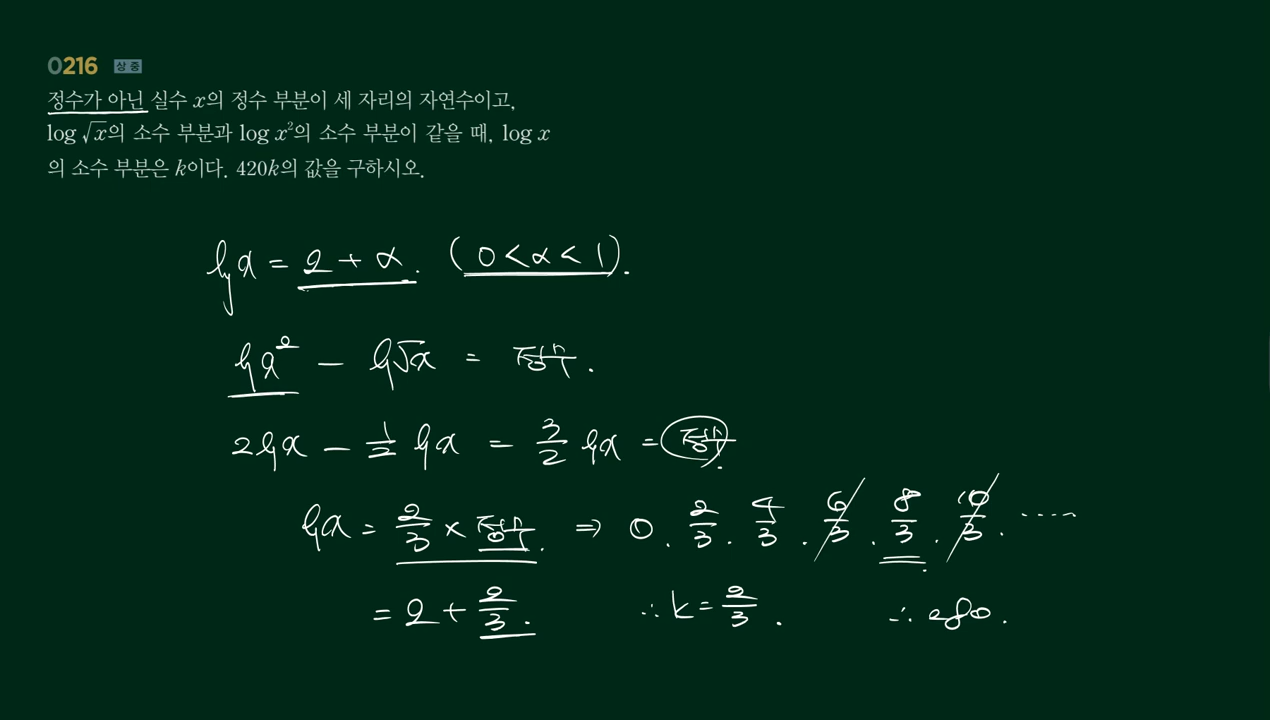 0216 상 중
정수가 아닌 실수 x의 정수 부분이 세 자리의 자연수이고,
log √x의 소수 부분과 log x²의 소수 부분이 같을 때, log x
의 소수 부분은 k이다. 420k의 값을 구하시오.
log x = 2 + α. (0 < α < 1).
log x² − log √x = 정수.
2 log x − 1/2 log x = 3/2 log x = 정수.
log x = 2/3 × 정수. ⇒ 0. 2/3. 4/3. 6/3. 8/3. 10/3. ....
= 2 + 2/3. ∴ k = 2/3. ∴ 280.